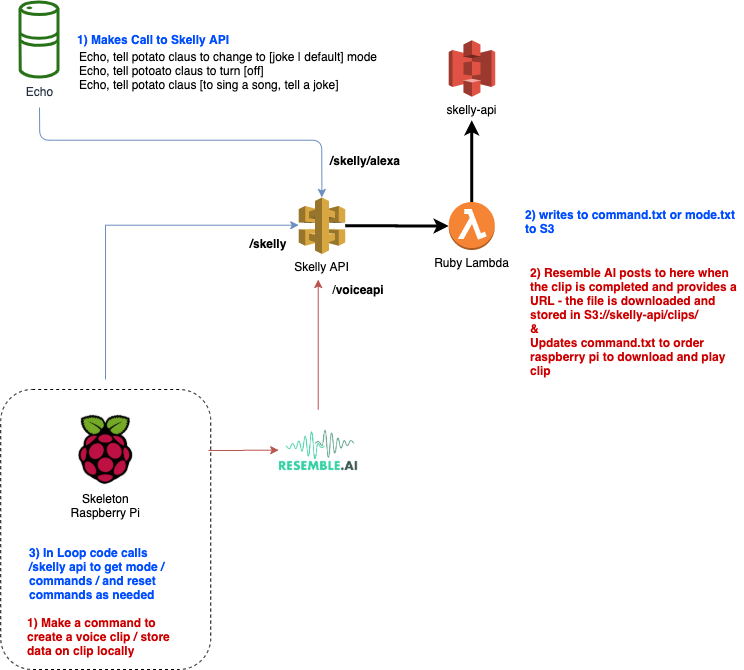 1) Makes Call to Skelly API
Echo, tell potato claus to change to [joke | default] mode
Echo, tell potoato claus to turn [off]
Echo, tell potato claus [to sing a song, tell a joke]
Echo
skelly-api
/skelly/alexa
/skelly
Skelly API
Ruby Lambda
2) writes to command.txt or mode.txt
to S3
/voiceapi
2) Resemble AI posts to here when
the clip is completed and provides a
URL - the file is downloaded and
stored in S3://skelly-api/clips/
&
Updates command.txt to order
raspberry pi to download and play
clip
RESEMBLE.AI
Skeleton
Raspberry Pi
3) In Loop code calls
/skelly api to get mode /
commands / and reset
commands as needed
1) Make a command to
create a voice clip / store
data on clip locally